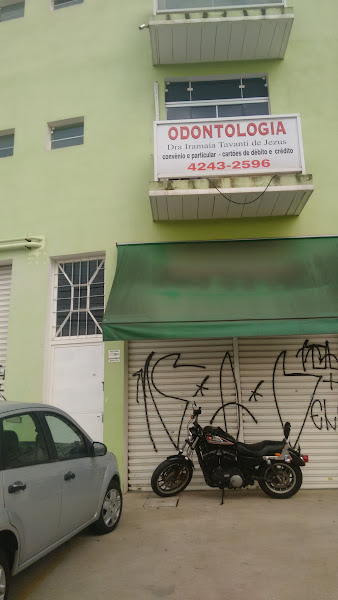 ODONTOLOGIA
Dra Iramaia Tavanti de Jezus
convênio e particular - cartões de débito e crédito
4243-2596